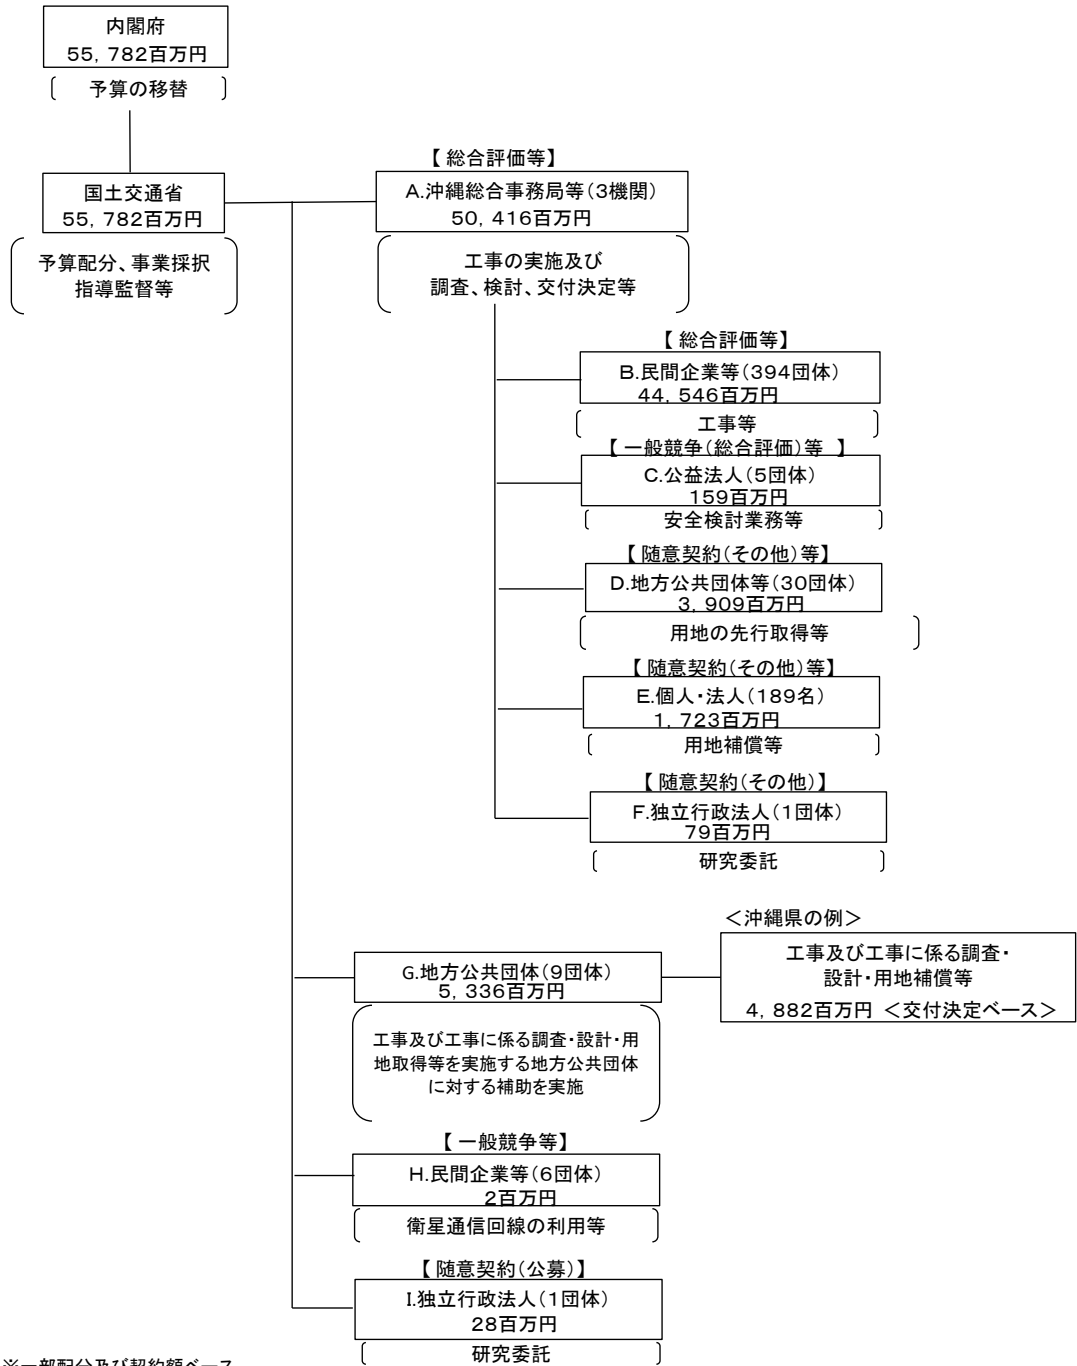 内閣府
55,782百万円
予算の移替
国土交通省
55,782百万円
予算配分、事業採択
指導監督等
【総合評価等】
A.沖縄総合事務局等(3機関)
50,416百万円
工事の実施及び
調査、検討、交付決定等
【総合評価等】
B.民間企業等(394団体)
44,546百万円
工事等
【一般競争(総合評価)等 】
C.公益法人(5団体)
159百万円
安全検討業務等
【随意契約(その他)等】
D.地方公共団体等(30団体)
3,909百万円
用地の先行取得等
【随意契約(その他)等】
E.個人・法人(189名)
1,723百万円
用地補償等
【随意契約(その他)】
F.独立行政法人(1団体)
79百万円
研究委託
G.地方公共団体(9団体)
5,336百万円
工事及び工事に係る調査・設計・用
地取得等を実施する地方公共団体
に対する補助を実施
<沖縄県の例>
工事及び工事に係る調査・
設計・用地補償等
4,882百万円 <交付決定ベース>
【一般競争等】
H.民間企業等(6団体)
2百万円
衛星通信回線の利用等
【随意契約(公募)】
I.独立行政法人(1団体)
28百万円
研究委託
※一部配分及び契約額ベース